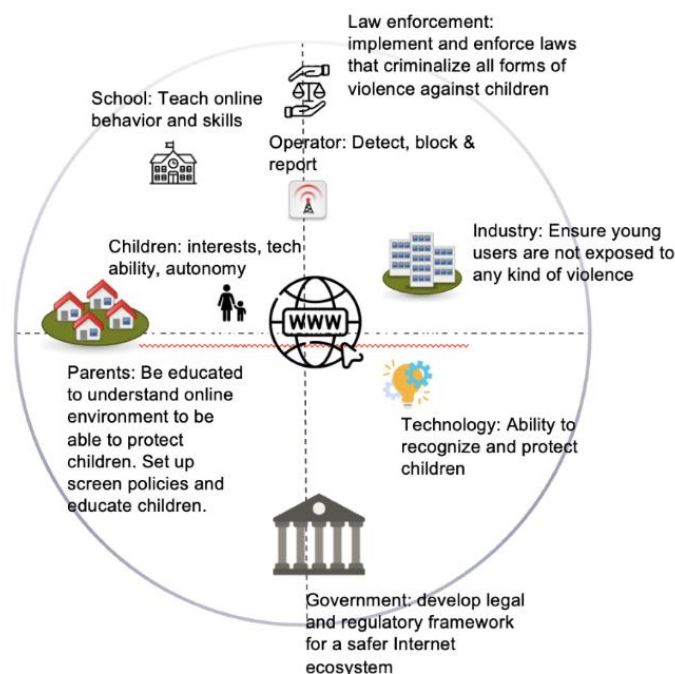 Law enforcement:
implement and enforce laws
that criminalize all forms of
violence against children
School: Teach online
behavior and skills
Operator: Detect, block &
report
Industry: Ensure young
users are not exposed to
any kind of violence
Children: interests, tech
ability, autonomy
WWW
Parents: Be educated
to understand online
environment to be
able to protect
children. Set up
screen policies and
educate children.
Technology: Ability to
recognize and protect
children
Government: develop legal
and regulatory framework
for a safer Internet
ecosystem